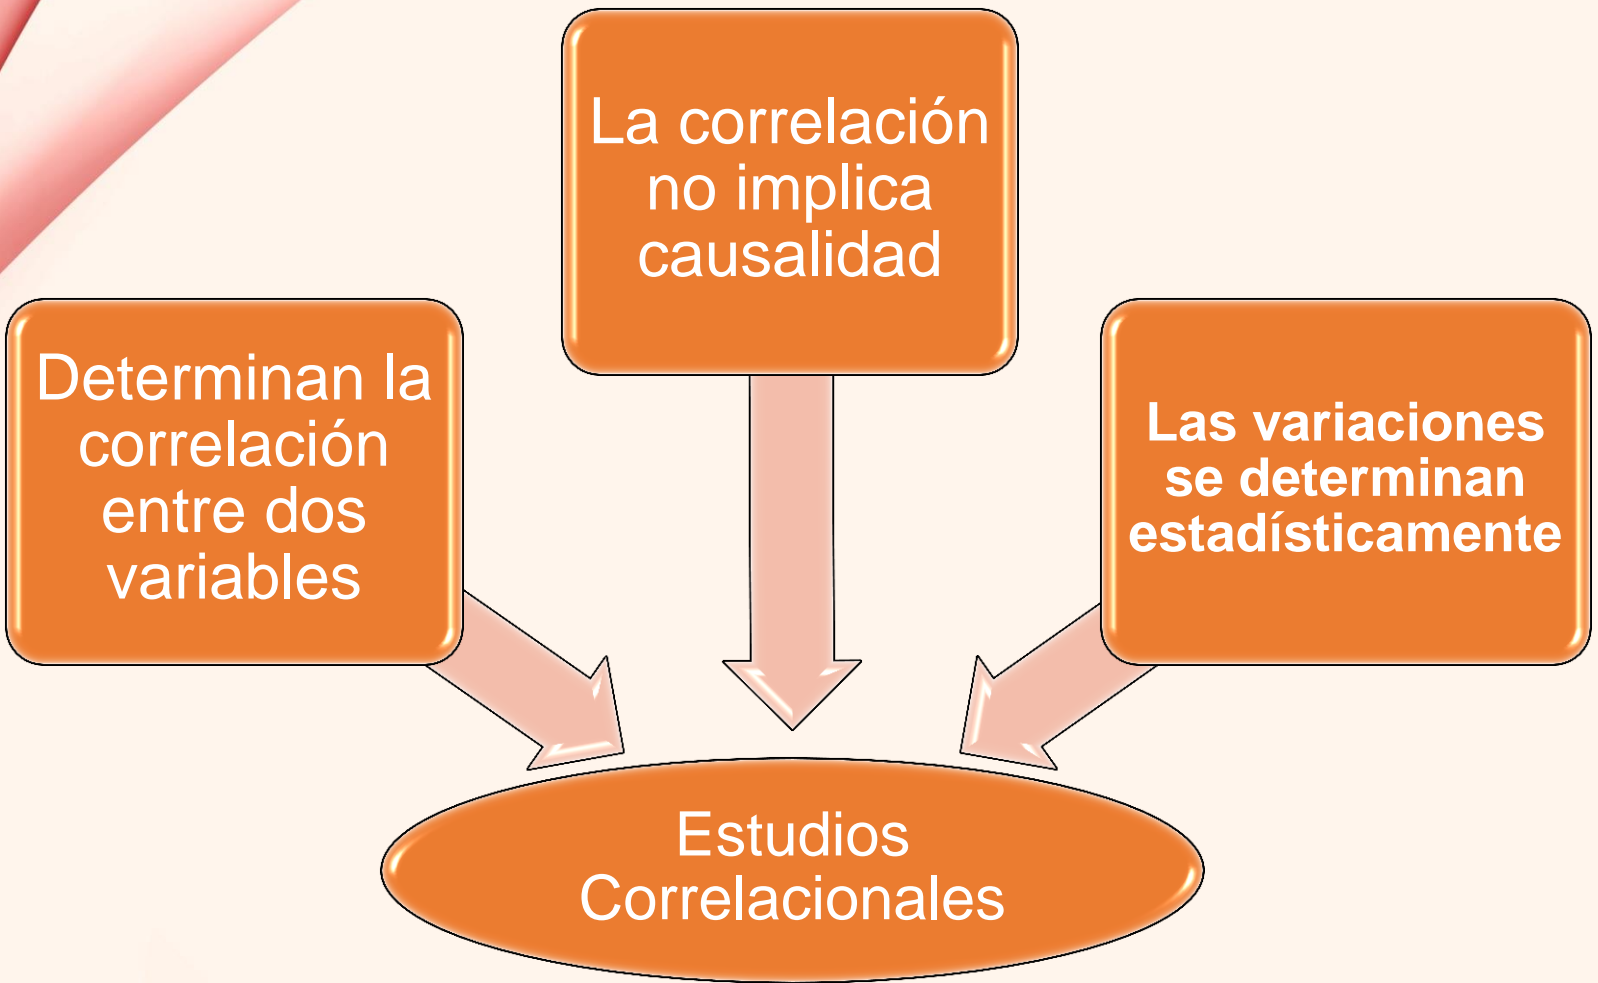 La correlación
no implica
causalidad
Determinan la
correlación
entre dos
variables
Las variaciones
se determinan
estadísticamente
Estudios
Correlacionales